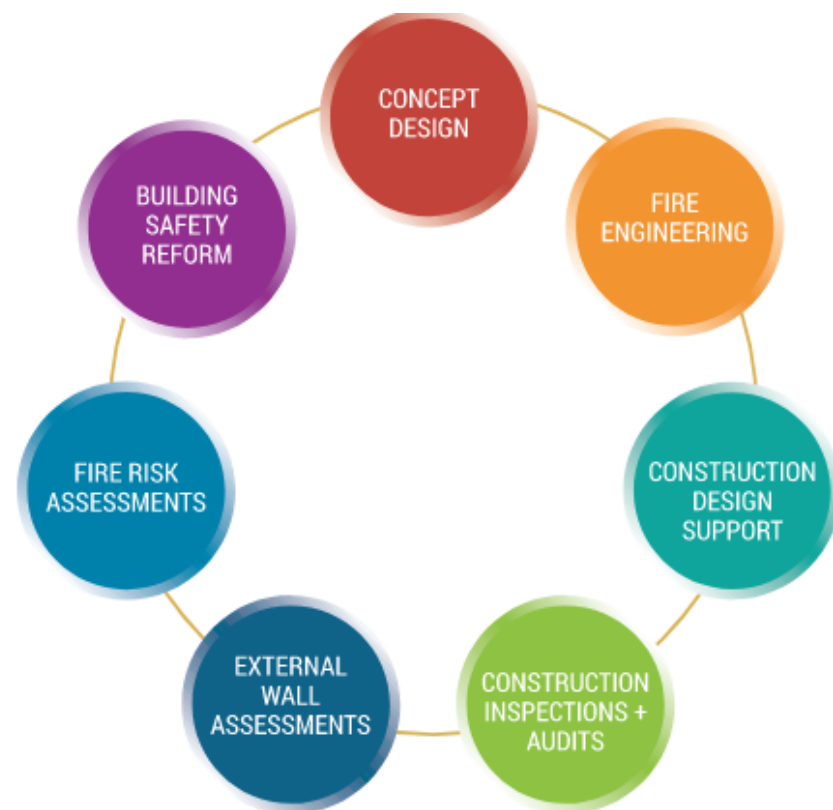 CONCEPT
DESIGN
FIRE
ENGINEERING
CONSTRUCTION
DESIGN
SUPPORT
CONSTRUCTION
INSPECTIONS +
AUDITS
EXTERNAL
WALL
ASSESSMENTS
FIRE RISK
ASSESSMENTS
BUILDING
SAFETY
REFORM